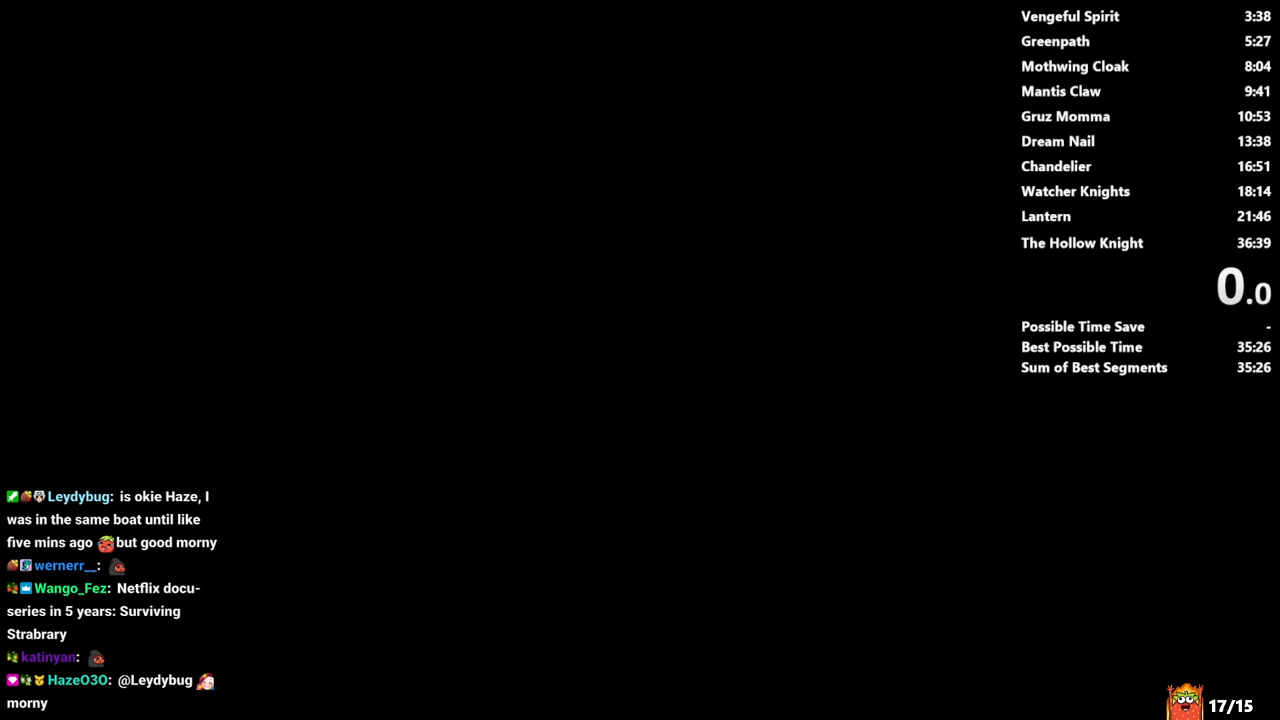 Vengeful Spirit 3:38
Greenpath 5:27
Mothwing Cloak 8:04
Mantis Claw 9:41
Gruz Momma 10:53
Dream Nail 13:38
Chandelier 16:51
Watcher Knights 18:14
Lantern 21:46
The Hollow Knight 36:39
0.0
Possible Time Save -
Best Possible Time 35:26
Sum of Best Segments 35:26
Leydybug: is okie Haze, I
was in the same boat until like
five mins ago but good morny
wernerr__:
Wango_Fez: Netflix docu-
series in 5 years: Surviving
Strabrary
katinyan:
HazeO3O: @Leydybug
morny
17/15